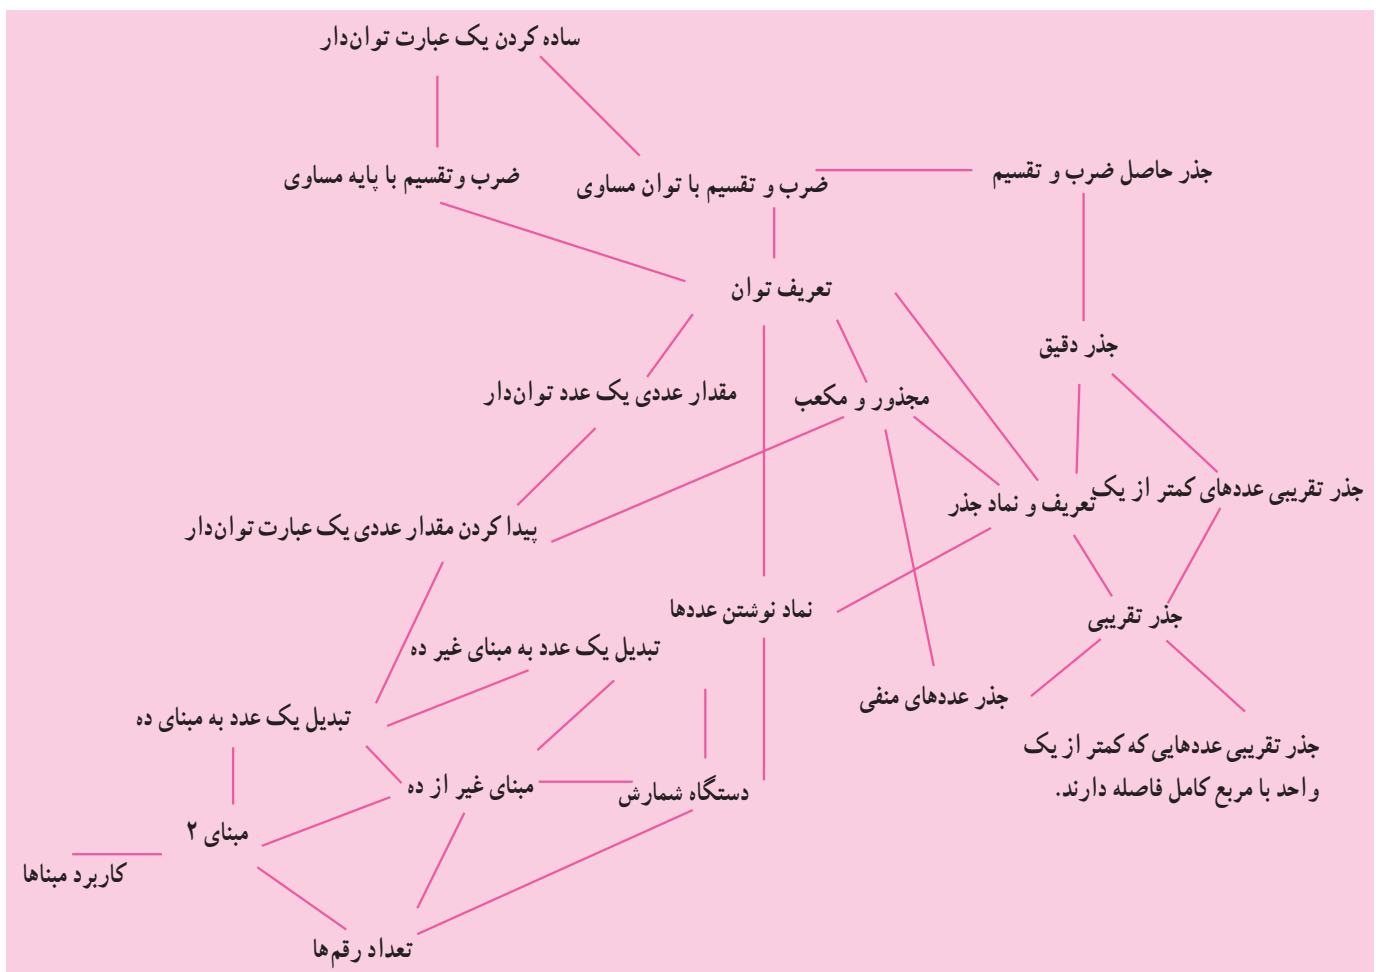 ساده کردن یک عبارت توان‌دار
جذر حاصل ضرب و تقسیم
ضرب و تقسیم با توان مساوی
ضرب وتقسیم با پایه مساوی
تعریف توان
جذر دقیق
مجذور و مکعب
مقدار عددی یک عدد توان‌دار
جذر تقریبی عددهای کمتر از یک
تعریف و نماد جذر
پیدا کردن مقدار عددی یک عبارت توان‌دار
جذر تقریبی
نماد نوشتن عددها
تبدیل یک عدد به مبنای غیر ده
جذر عددهای منفی
تبدیل یک عدد به مبنای ده
جذر تقریبی عددهایی که کمتر از یک
واحد با مربع کامل فاصله دارند.
دستگاه شمارش
مبنای غیر از ده
مبنای ۲
کاربرد مبناها
تعداد رقم‌ها